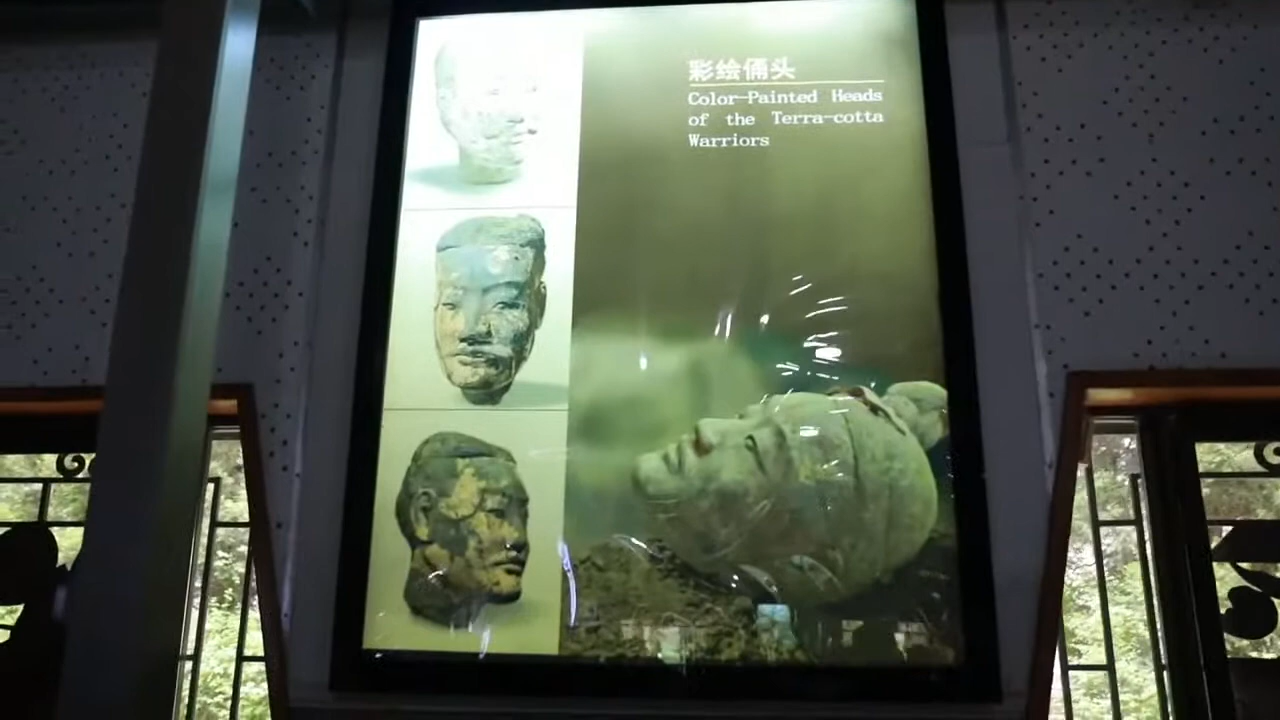 彩绘俑头
Color-Painted Heads
of the Terra-cotta
Warriors